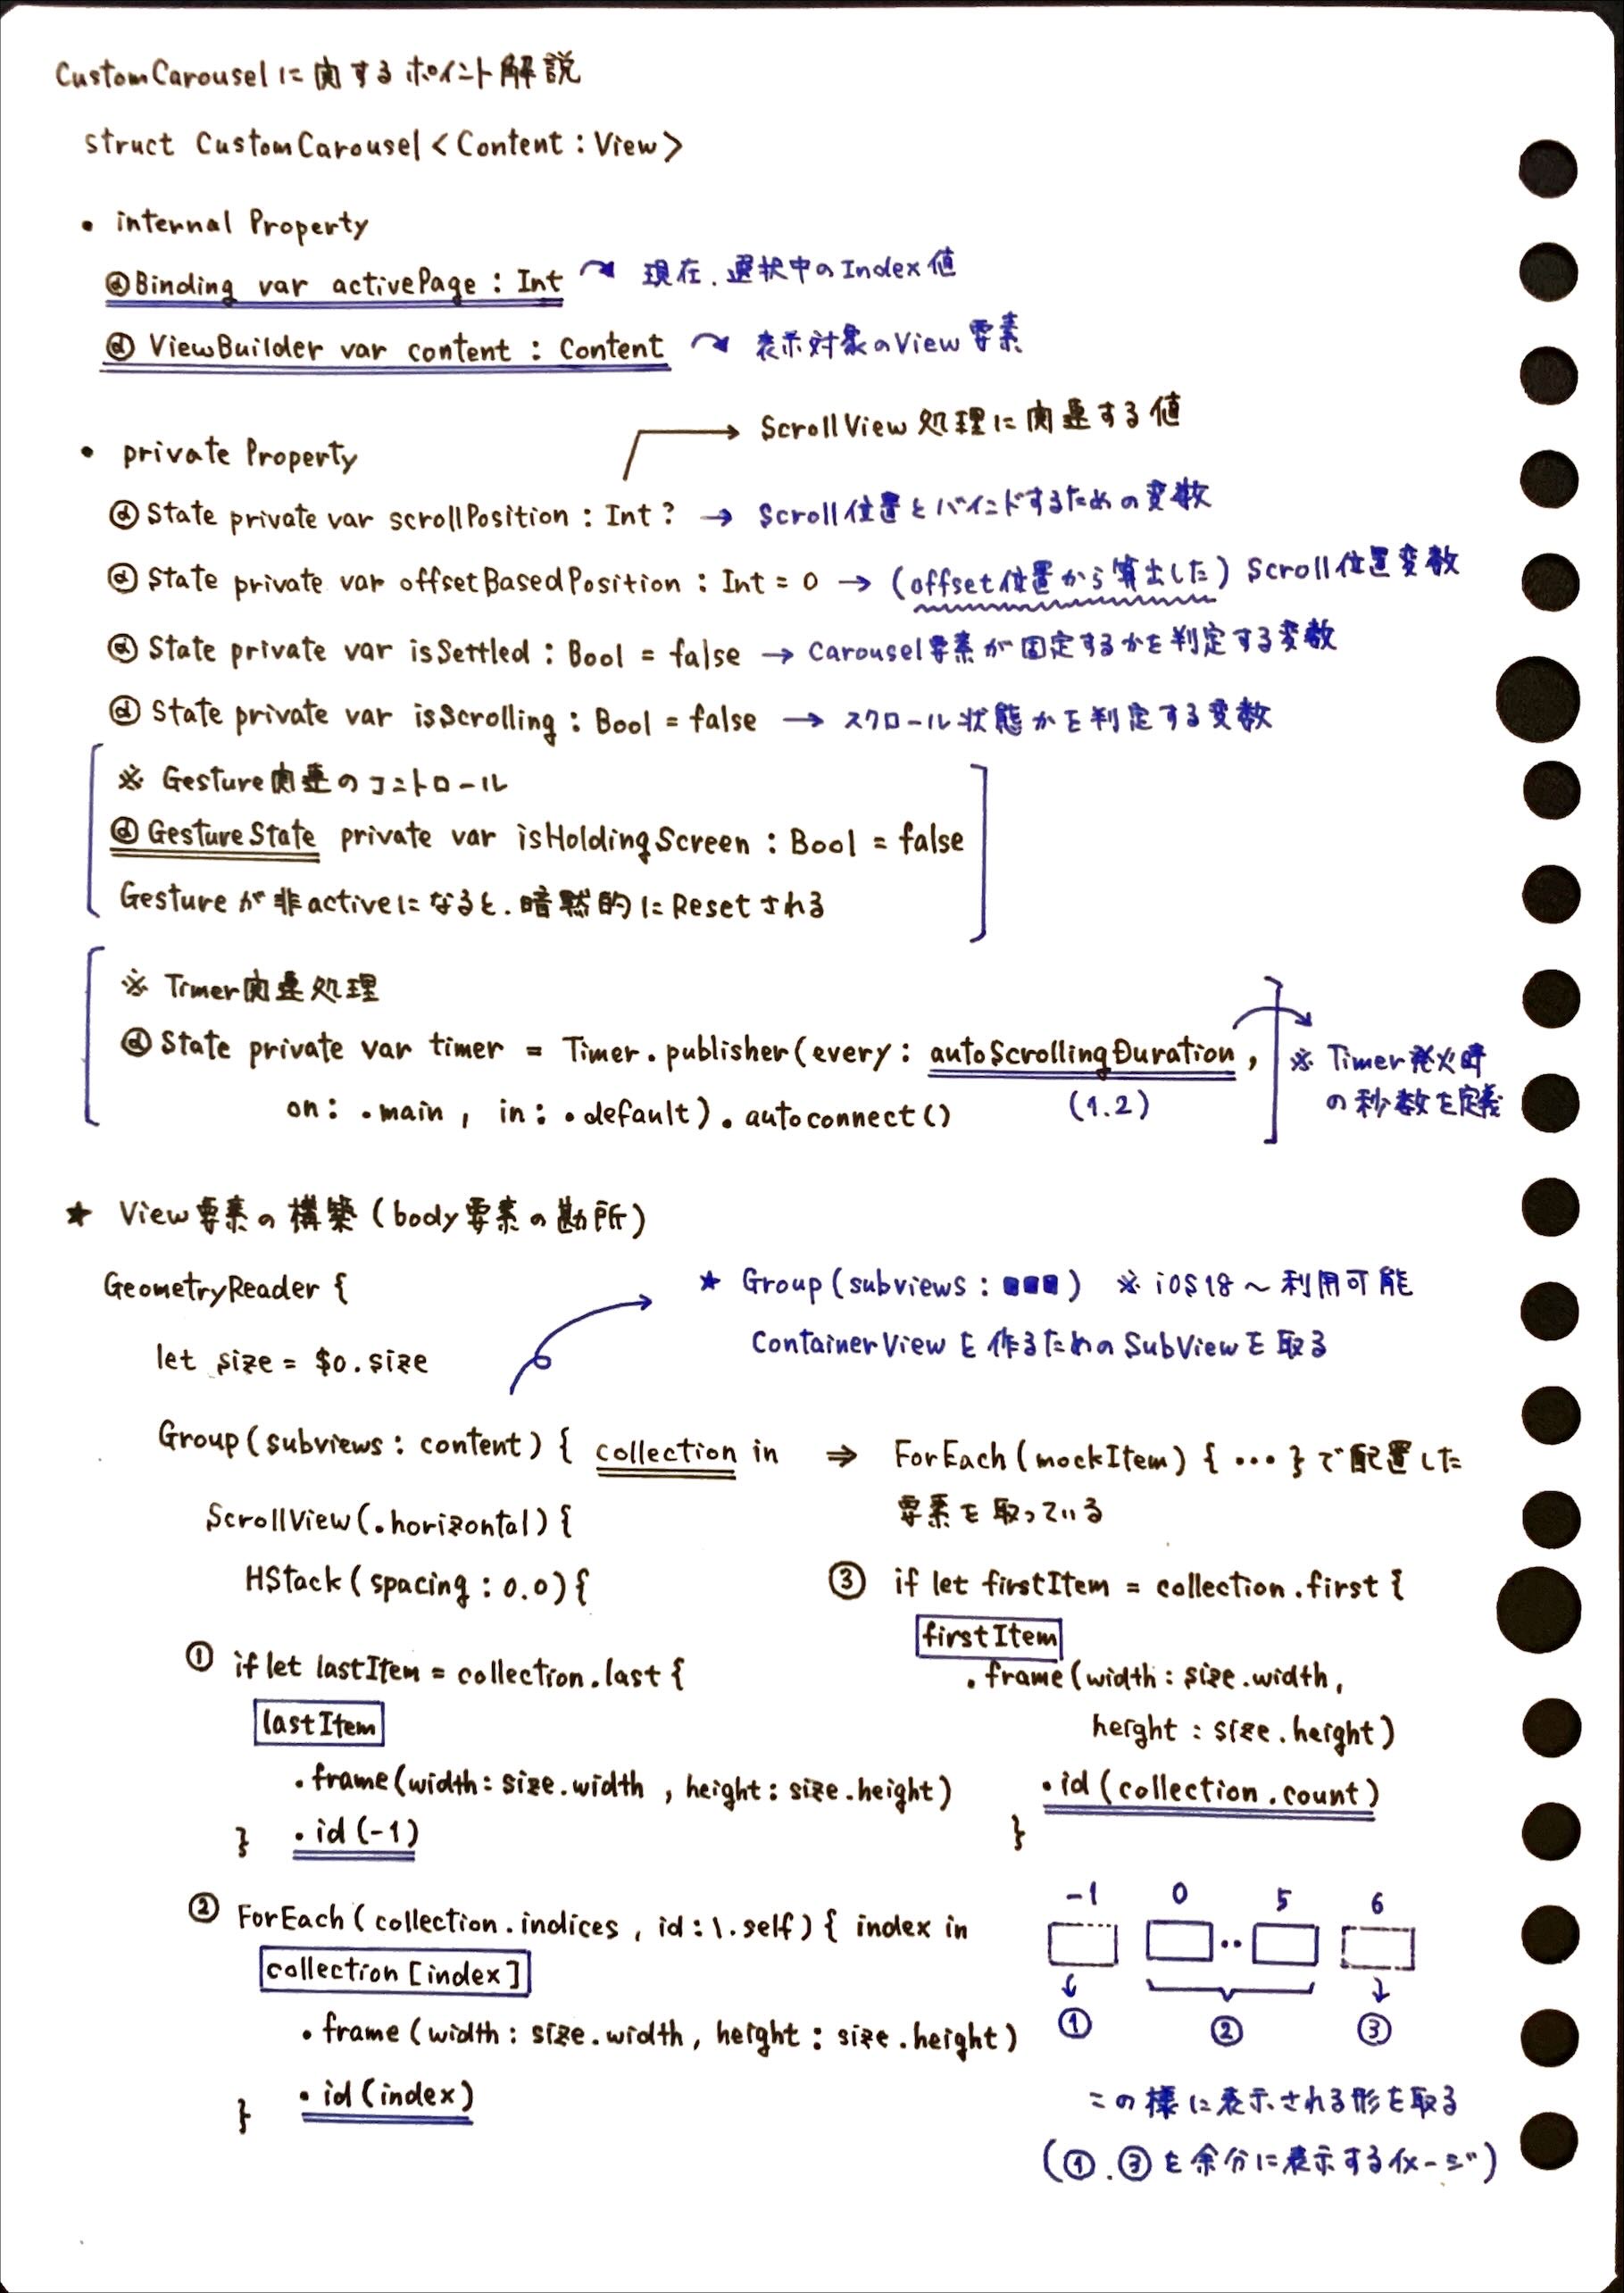 CustomCarouselに関するポイント解説
struct CustomCarousel<Content:View>
• internal Property
@Binding var activePage : Int 現在.選択中のIndex値
@ViewBuilder var content : Content 表示対象のView要素
ScrollView処理に関連する値
• private Property
@State private var scrollPosition : Int? → Scroll位置とバインドするための変数
@State private var offsetBasedPosition : Int = 0 → (offset位置から算出した) Scroll位置変数
@State private var isSettled : Bool = false → Carousel要素が固定するかを判定する変数
@State private var isScrolling : Bool = false → スクロール状態かを判定する変数
※ Gesture関連のコントロール
@GestureState private var isHoldingScreen : Bool = false
Gestureが非activeになると.暗黙的にResetされる
※ Timer関連処理
@State private var timer = Timer.publisher(every: autoScrollingDuration,
on: .main, in: .default).autoconnect()
(1.2)
※ Timer発火時
の秒数を定義
★ View要素の構築 (body要素の勘所)
GeometryReader {
let size = $0.size
★ Group(subviews: ■■■) ※ iOS18～利用可能
ContainerViewを作るためのSubViewを取る
Group(subviews: content) { collection in ⇒ ForEach(mockItem) { ••• } で配置した
要素を取っている
ScrollView(.horizontal) {
HStack(spacing: 0.0) {
① if let lastItem = collection.last {
lastItem
.frame(width: size.width, height: size.height)
} .id(-1)
② ForEach(collection.indices, id: \.self) { index in
collection[index]
.frame(width: size.width, height: size.height)
} .id(index)
③ if let firstItem = collection.first {
firstItem
.frame(width: size.width,
height: size.height)
.id(collection.count)
}
-1 0 5 6
••
① ② ③
この様に表示される形を取る
(①.③を余分に表示するイメージ)